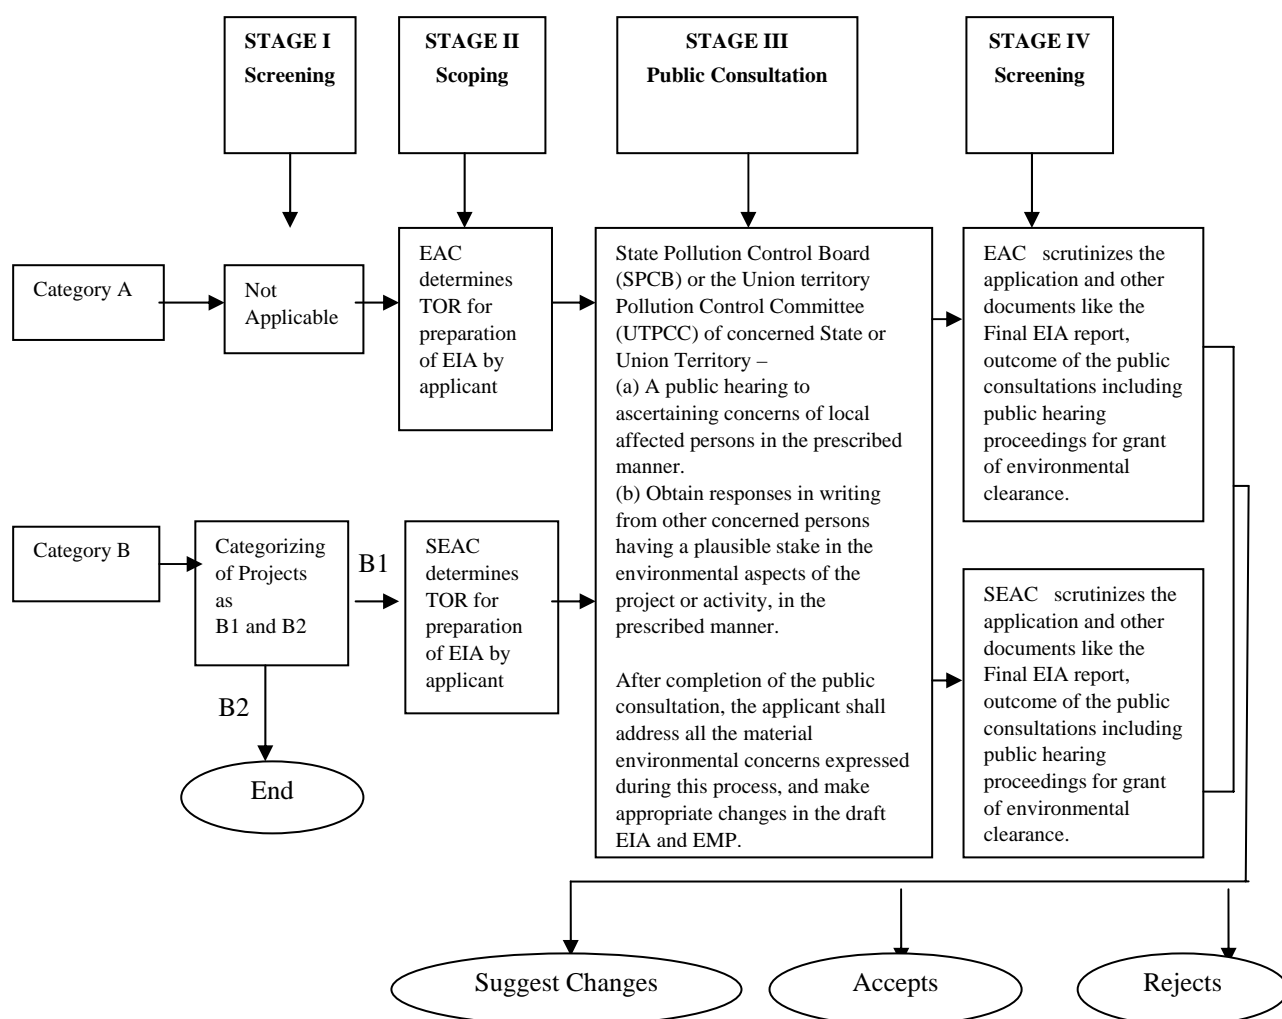 STAGE I
Screening
STAGE II
Scoping
STAGE III
Public Consultation
STAGE IV
Screening
Category A
Not
Applicable
EAC
determines
TOR for
preparation
of EIA by
applicant
State Pollution Control Board
(SPCB) or the Union territory
Pollution Control Committee
(UTPCC) of concerned State or
Union Territory –
(a) A public hearing to
ascertaining concerns of local
affected persons in the prescribed
manner.
(b) Obtain responses in writing
from other concerned persons
having a plausible stake in the
environmental aspects of the
project or activity, in the
prescribed manner.
After completion of the public
consultation, the applicant shall
address all the material
environmental concerns expressed
during this process, and make
appropriate changes in the draft
EIA and EMP.
EAC scrutinizes the
application and other
documents like the
Final EIA report,
outcome of the public
consultations including
public hearing
proceedings for grant
of environmental
clearance.
Category B
Categorizing
of Projects
as
B1 and B2
B1
B2
End
SEAC
determines
TOR for
preparation
of EIA by
applicant
SEAC scrutinizes the
application and other
documents like the
Final EIA report,
outcome of the public
consultations including
public hearing
proceedings for grant
of environmental
clearance.
Suggest Changes
Accepts
Rejects